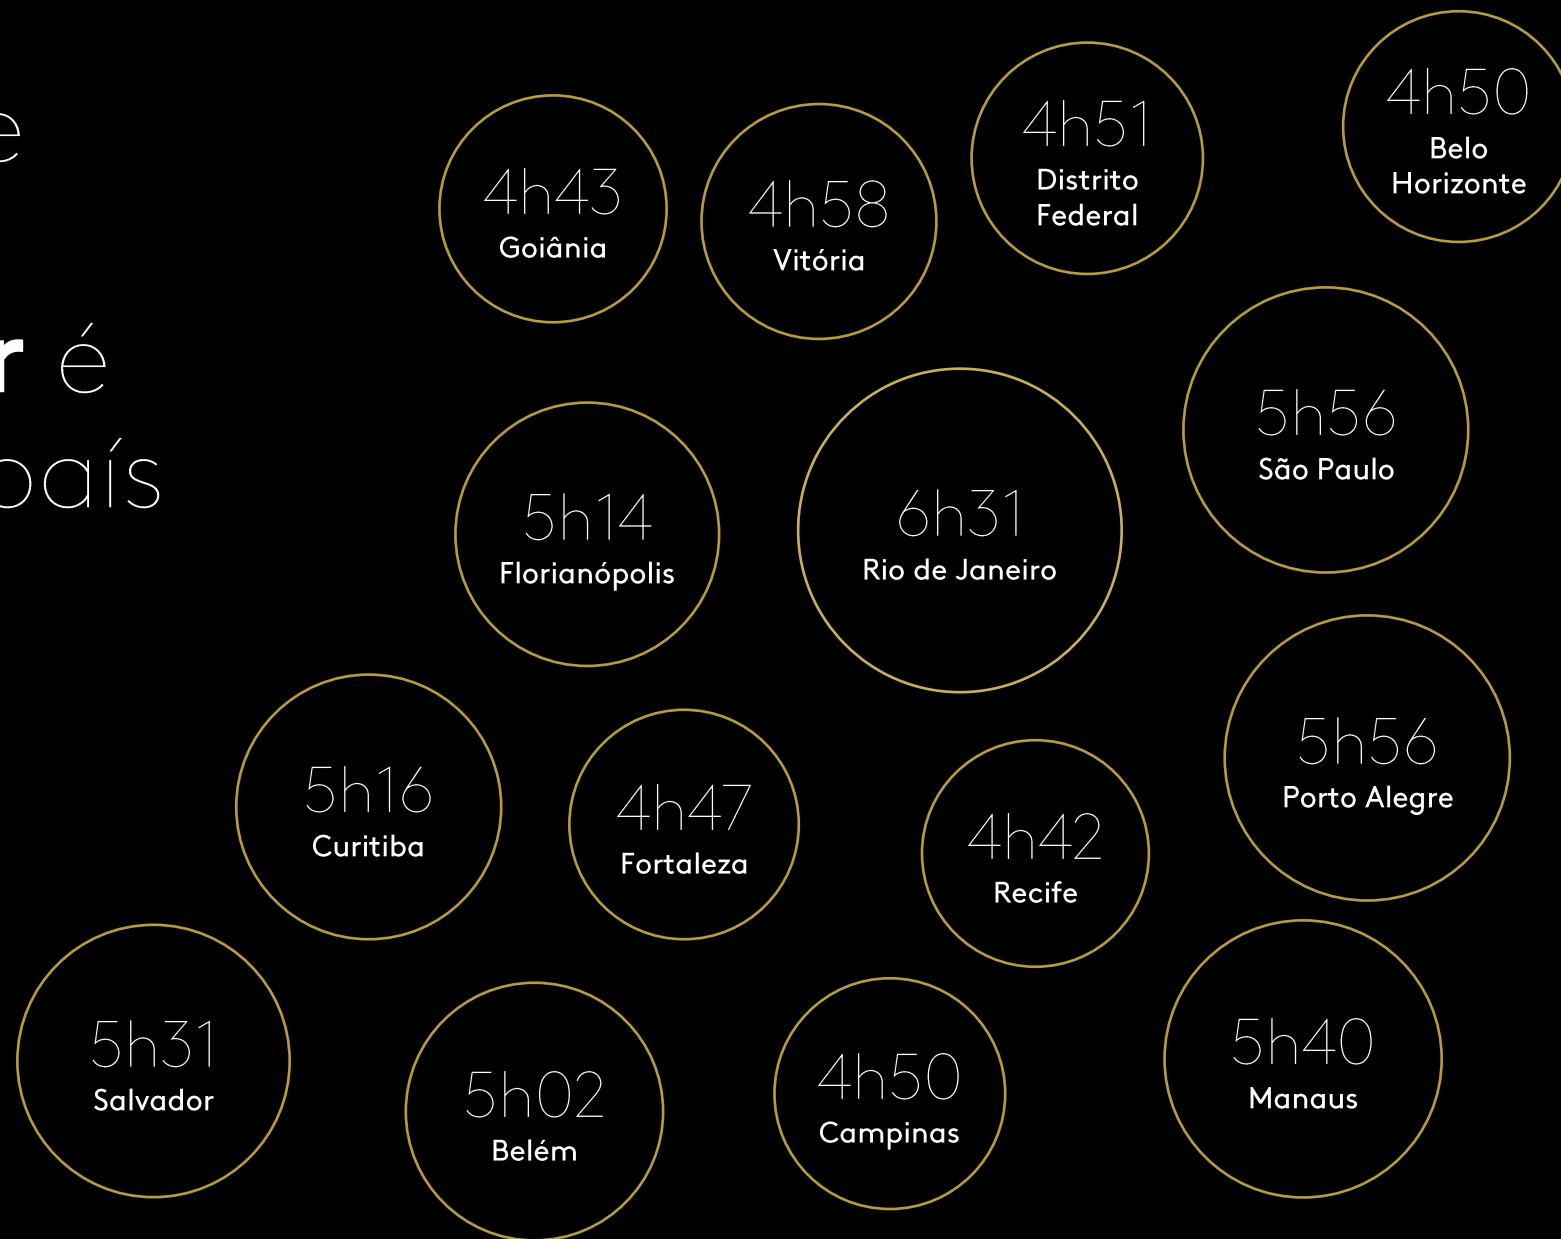 e
r é
país
4h43
Goiânia
4h58
Vitória
4h51
Distrito
Federal
4h50
Belo
Horizonte
5h14
Florianópolis
6h31
Rio de Janeiro
5h56
São Paulo
5h16
Curitiba
4h47
Fortaleza
4h42
Recife
5h56
Porto Alegre
5h31
Salvador
5h02
Belém
4h50
Campinas
5h40
Manaus